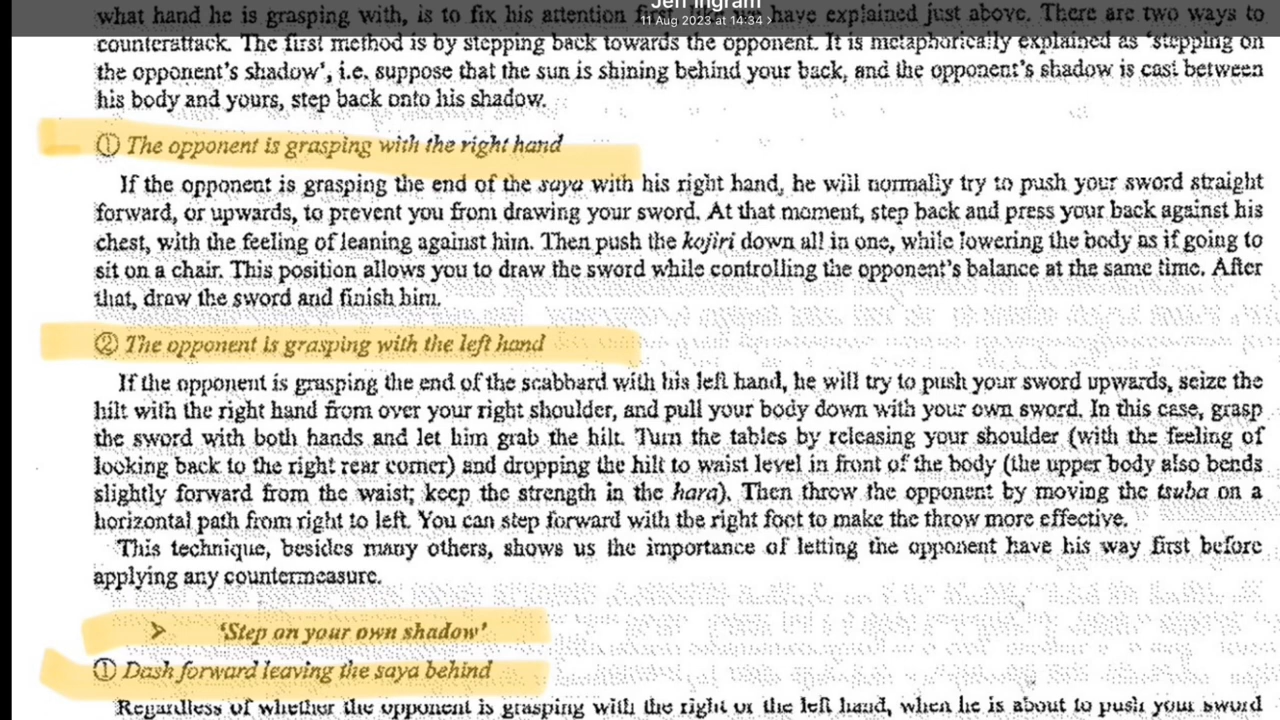 Jen Ingram
11 Aug 2023 at 14:34 ›
what hand he is grasping with, is to fix his attention we have explained just above. There are two ways to
counterattack. The first method is by stepping back towards the opponent. It is metaphorically explained as ‘stepping on
the opponent’s shadow’, i.e. suppose that the sun is shining behind your back, and the opponent’s shadow is cast between
his body and yours, step back onto his shadow.
① The opponent is grasping with the right hand
If the opponent is grasping the end of the saya with his right hand, he will normally try to push your sword straight
forward, or upwards, to prevent you from drawing your sword. At that moment, step back and press your back against his
chest, with the feeling of leaning against him. Then push the kojiri down all in one, while lowering the body as if going to
sit on a chair. This position allows you to draw the sword while controlling the opponent’s balance at the same time. After
that, draw the sword and finish him.
② The opponent is grasping with the left hand
If the opponent is grasping the end of the scabbard with his left hand, he will try to push your sword upwards, seize the
hilt with the right hand from over your right shoulder, and pull your body down with your own sword. In this case, grasp
the sword with both hands and let him grab the hilt. Turn the tables by releasing your shoulder (with the feeling of
looking back to the right rear corner) and dropping the hilt to waist level in front of the body (the upper body also bends
slightly forward from the waist; keep the strength in the hara). Then throw the opponent by moving the tsuba on a
horizontal path from right to left. You can step forward with the right foot to make the throw more effective.
This technique, besides many others, shows us the importance of letting the opponent have his way first before
applying any countermeasure.
➤ ‘Step on your own shadow’
① Dash forward leaving the saya behind
Regardless of whether the opponent is grasping with the right or the left hand, when he is about to push your sword